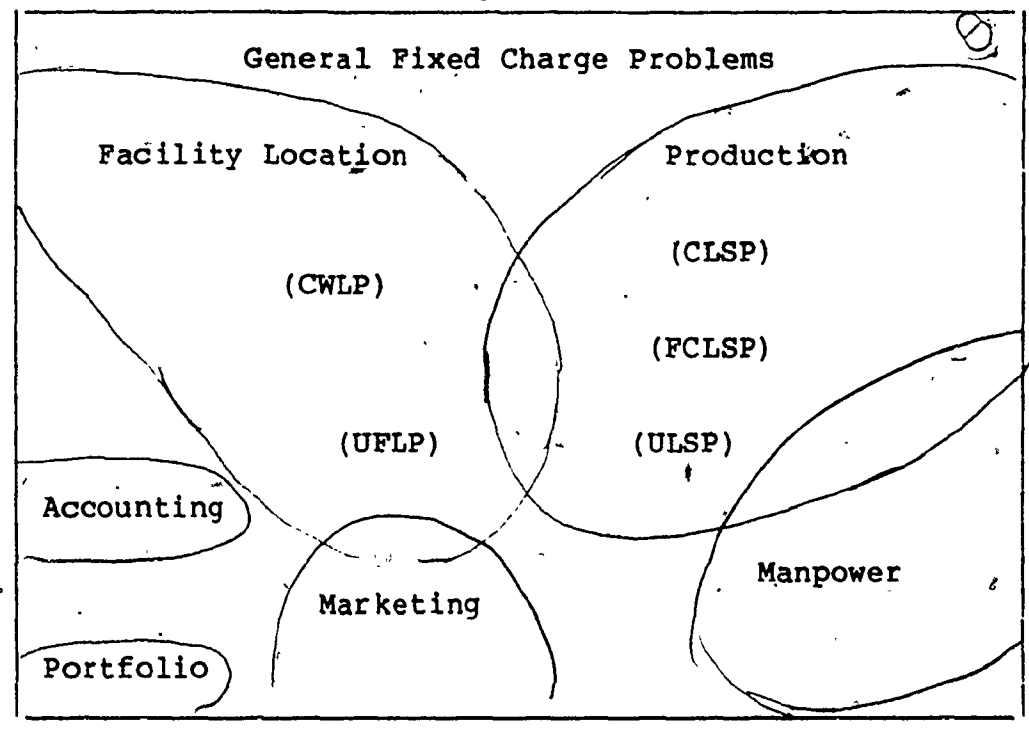 General Fixed Charge Problems
Facility Location
Production
(CLSP)
(CWLP)
(FCLSP)
(UFLP)
(ULSP)
Accounting
Manpower
Marketing
Portfolio